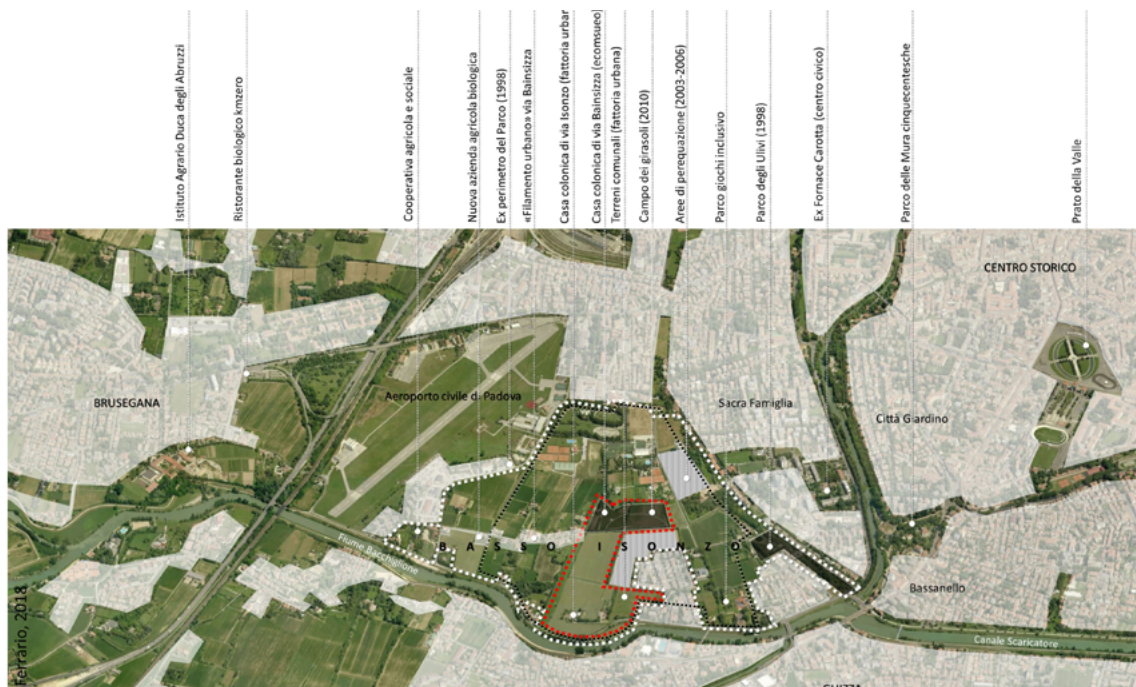 Istituto Agrario Duca degli Abruzzi
Ristorante biologico kmzero
Cooperativa agricola e sociale
Nuova azienda agricola biologica
Ex perimetro del Parco (1998)
«Filamento urbano» via Bainsizza
Casa colonica di via Isonzo (fattoria urbar
Casa colonica di via Bainsizza (ecomsueo)
Terreni comunali (fattoria urbana)
Campo dei girasoli (2010)
Aree di perequazione (2003-2006)
Parco giochi inclusivo
Parco degli Ulivi (1998)
Ex Fornace Carotta (centro civico)
Parco delle Mura cinquecentesche
Prato della Valle
CENTRO STORICO
BRUSEGANA
Aeroporto civile di Padova
Sacra Famiglia
Città Giardino
Fiume Bacchiglione
BASSO ISONZO
Bassanello
Canale Scaricatore
GUIZZA
Ferrario, 2018